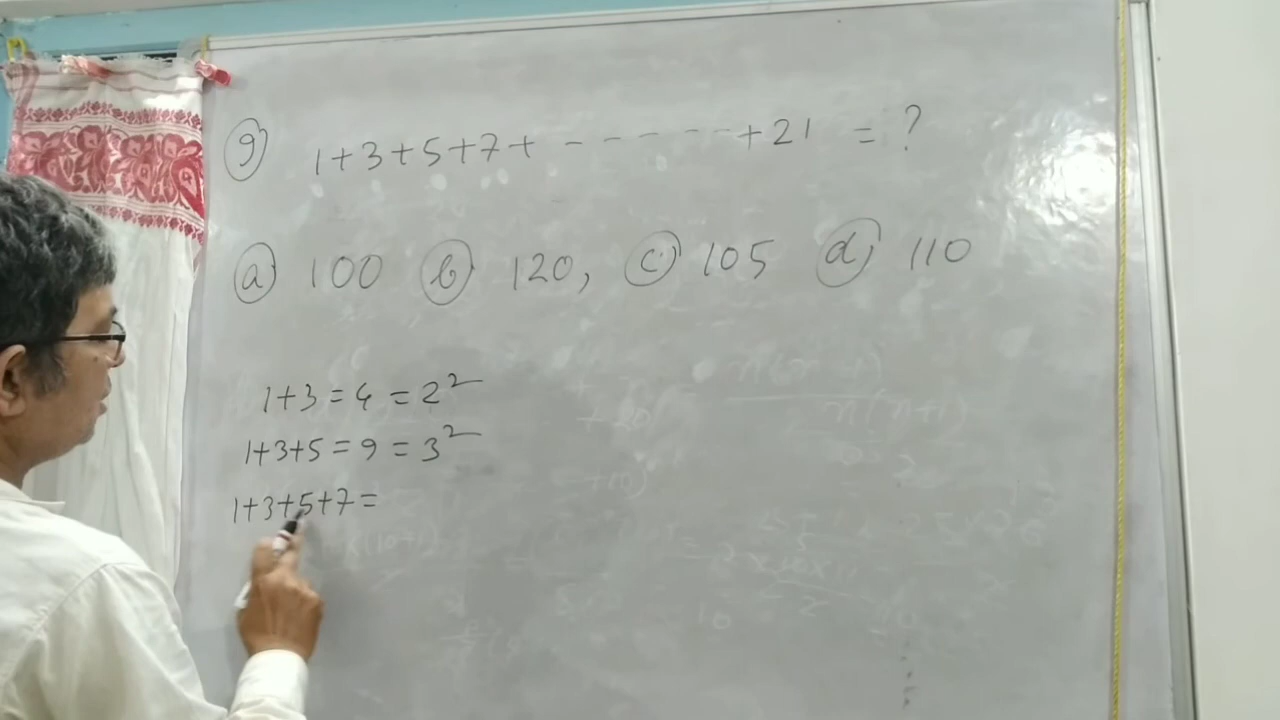 9) 1+3+5+7+ - - - - - - +21 = ?
a) 100 b) 120, c) 105 d) 110
1+3 = 4 = 2²
1+3+5 = 9 = 3²
1+3+5+7 =